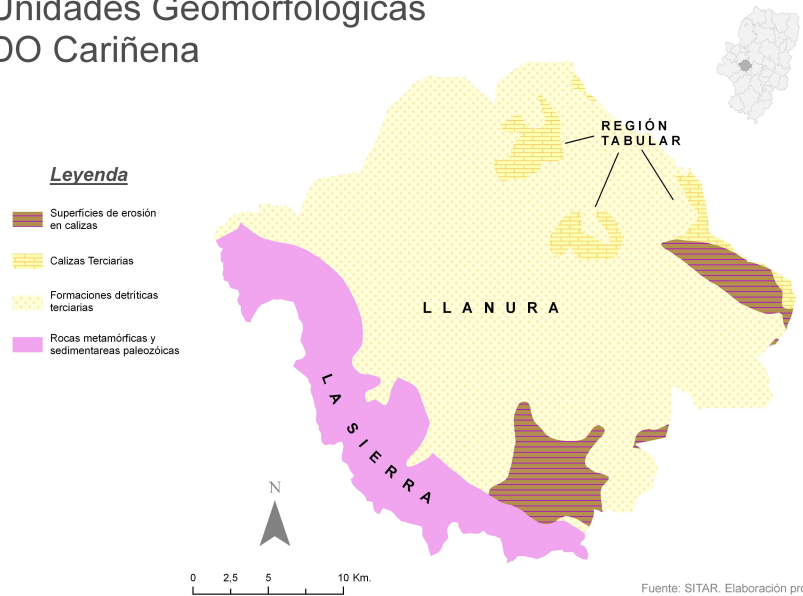 Unidades Geomorfológicas
DO Cariñena
REGIÓN
TABULAR
Leyenda
Superficies de erosión
en calizas
Calizas Terciarias
Formaciones detríticas
terciarias
Rocas metamórficas y
sedimentareas paleozóicas
LLANURA
LA SIERRA
N
0 2,5 5 10 Km.
Fuente: SITAR. Elaboración